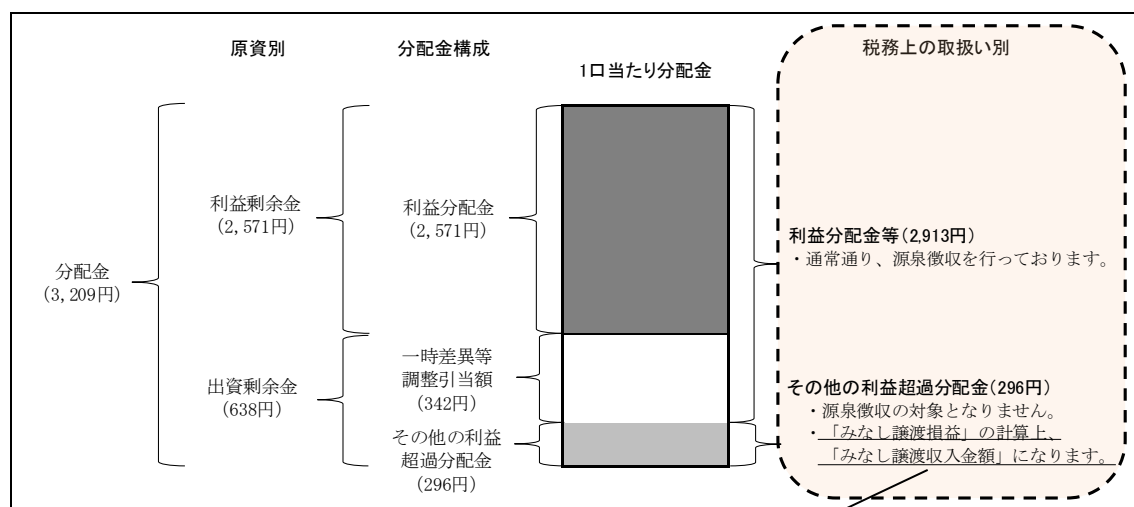 原資別
分配金構成
1口当たり分配金
税務上の取扱い別
分配金
(3,209円)
利益剰余金
(2,571円)
出資剰余金
(638円)
利益分配金
(2,571円)
一時差異等
調整引当額
(342円)
その他の利益
超過分配金
(296円)
利益分配金等(2,913円)
・通常通り、源泉徴収を行っております。
その他の利益超過分配金(296円)
・源泉徴収の対象となりません。
・「みなし譲渡損益」の計算上、
「みなし譲渡収入金額」になります。